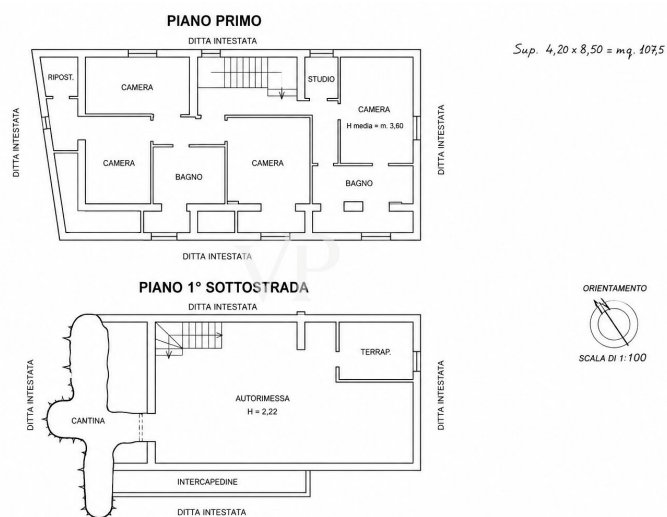 PIANO PRIMO
DITTA INTESTATA
Sup. 4,20 x 8,50 = mq. 107,5
RIPOST.
CAMERA
STUDIO
CAMERA
H media = m. 3,60
DITTA INTESTATA
DITTA INTESTATA
CAMERA
BAGNO
CAMERA
BAGNO
DITTA INTESTATA
VP
PIANO 1° SOTTOSTRADA
DITTA INTESTATA
ORIENTAMENTO
N
SCALA DI 1:100
TERRAP.
DITTA INTESTATA
DITTA INTESTATA
AUTORIMESSA
H = 2,22
CANTINA
INTERCAPEDINE
DITTA INTESTATA